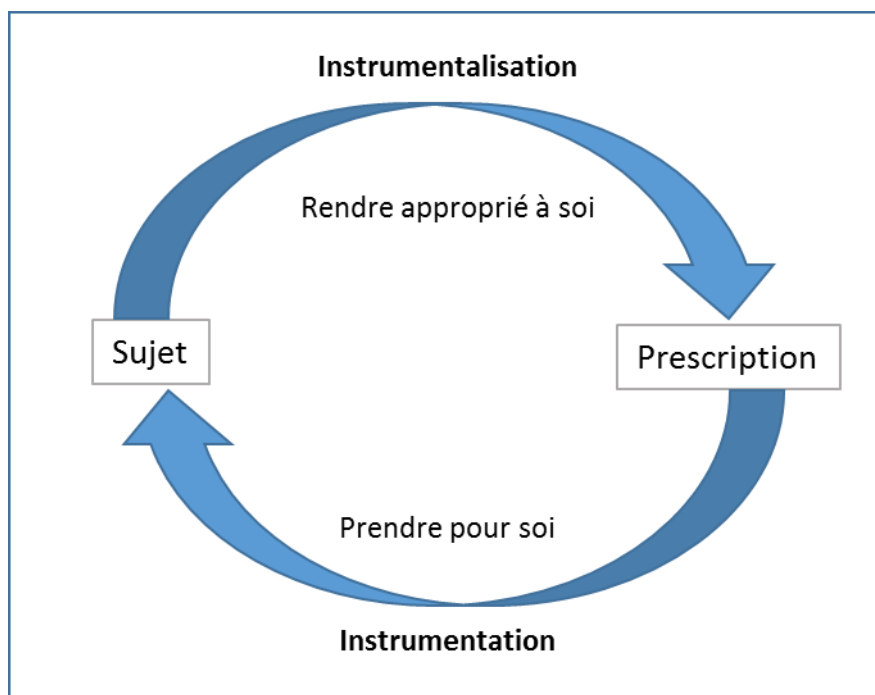 Instrumentalisation
Rendre approprié à soi
Sujet
Prescription
Prendre pour soi
Instrumentation